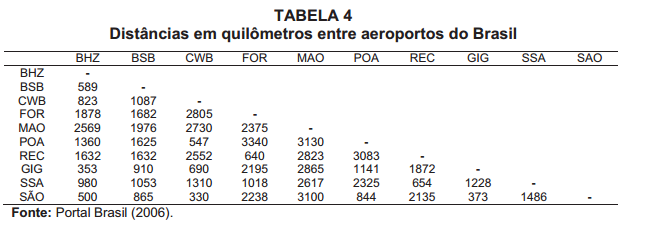 TABELA 4
Distâncias em quilômetros entre aeroportos do Brasil
BHZ BSB CWB FOR MAO POA REC GIG SSA SAO
BHZ -
BSB 589 -
CWB 823 1087 -
FOR 1878 1682 2805 -
MAO 2569 1976 2730 2375 -
POA 1360 1625 547 3340 3130 -
REC 1632 1632 2552 640 2823 3083 -
GIG 353 910 690 2195 2865 1141 1872 -
SSA 980 1053 1310 1018 2617 2325 654 1228 -
SÃO 500 865 330 2238 3100 844 2135 373 1486 -
Fonte: Portal Brasil (2006).